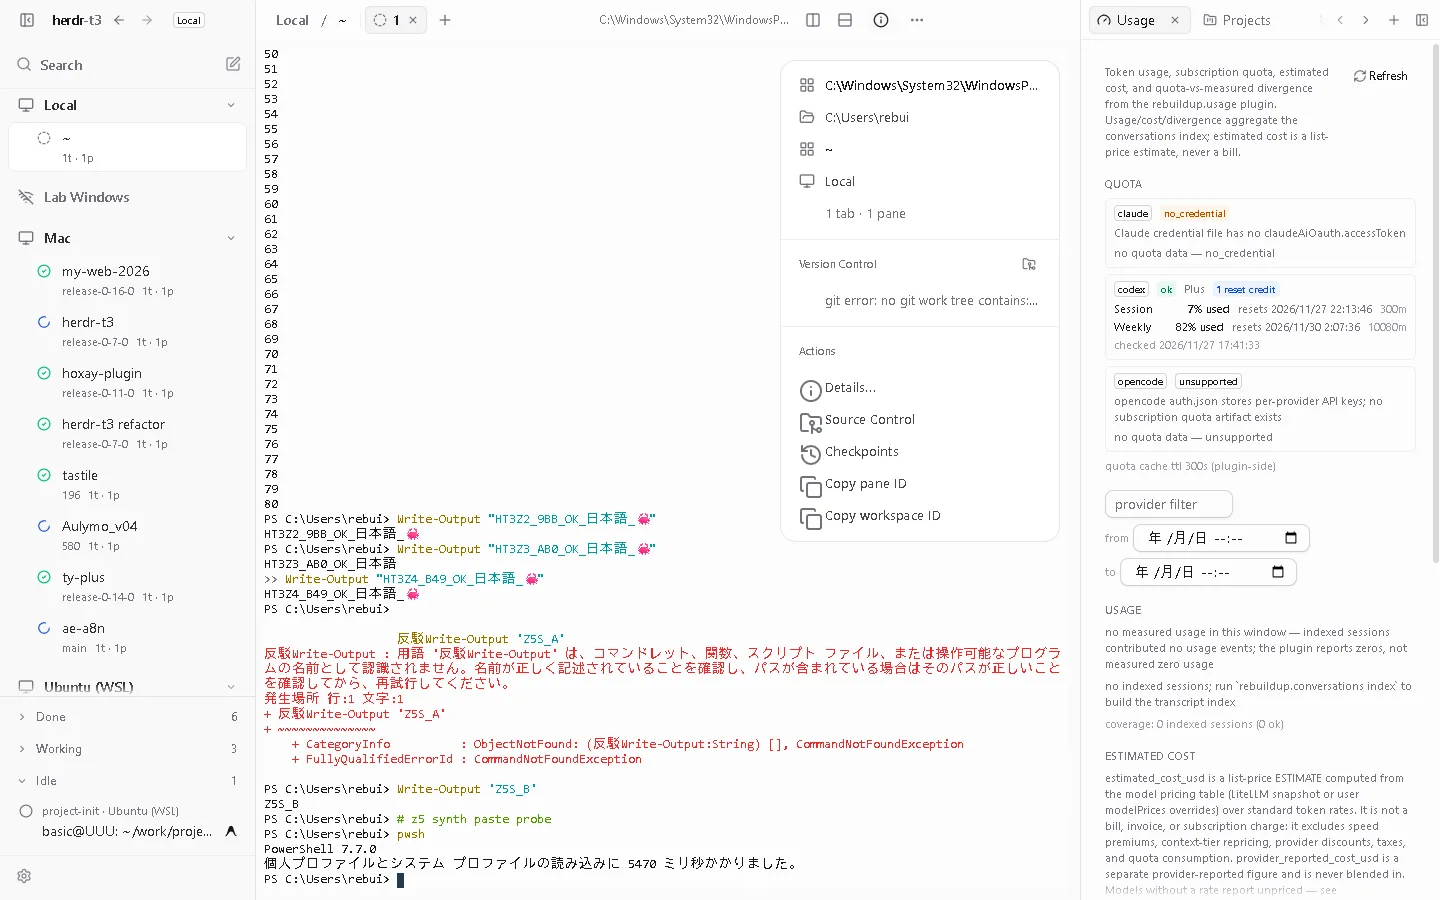 herdr-t3
Local
Search
Local
~
1t · 1p
Lab Windows
Mac
my-web-2026
release-0-16-0 1t · 1p
herdr-t3
release-0-7-0 1t · 1p
hoxay-plugin
release-0-11-0 1t · 1p
herdr-t3 refactor
release-0-7-0 1t · 1p
tastile
196 1t · 1p
Aulymo_v04
580 1t · 1p
ty-plus
release-0-14-0 1t · 1p
ae-a8n
main 1t · 1p
Ubuntu (WSL)
Done 6
Working 3
Idle 1
project-init · Ubuntu (WSL)
basic@UUU: ~/work/proje...
Local / ~
1
C:\Windows\System32\WindowsP...
50
51
52
53
54
55
56
57
58
59
60
61
62
63
64
65
66
67
68
69
70
71
72
73
74
75
76
77
78
79
80
PS C:\Users\rebui> Write-Output "HT3Z2_9BB_OK_日本語_🦀"
HT3Z2_9BB_OK_日本語_🦀
PS C:\Users\rebui> Write-Output "HT3Z3_AB0_OK_日本語_🦀"
HT3Z3_AB0_OK_日本語
>> Write-Output "HT3Z4_B49_OK_日本語_🦀"
HT3Z4_B49_OK_日本語_🦀
PS C:\Users\rebui>
反駁Write-Output 'Z5S_A'
反駁Write-Output : 用語 '反駁Write-Output' は、コマンドレット、関数、スクリプト ファイル、または操作可能なプログラ
ムの名前として認識されません。名前が正しく記述されていることを確認し、パスが含まれている場合はそのパスが正しいこと
を確認してから、再試行してください。
発生場所 行:1 文字:1
+ 反駁Write-Output 'Z5S_A'
+ ~~~~~~~~~~~~~~
+ CategoryInfo : ObjectNotFound: (反駁Write-Output:String) [], CommandNotFoundException
+ FullyQualifiedErrorId : CommandNotFoundException
PS C:\Users\rebui> Write-Output 'Z5S_B'
Z5S_B
PS C:\Users\rebui> # z5 synth paste probe
PS C:\Users\rebui> pwsh
PowerShell 7.7.0
個人プロファイルとシステム プロファイルの読み込みに 5470 ミリ秒かかりました。
PS C:\Users\rebui>
C:\Windows\System32\WindowsP...
C:\Users\rebui
~
Local
1 tab · 1 pane
Version Control
git error: no git work tree contains:...
Actions
Details...
Source Control
Checkpoints
Copy pane ID
Copy workspace ID
Usage
Projects
Token usage, subscription quota, estimated
cost, and quota-vs-measured divergence
from the rebuildup.usage plugin.
Usage/cost/divergence aggregate the
conversations index; estimated cost is a list-
price estimate, never a bill.
Refresh
QUOTA
claude no_credential
Claude credential file has no claudeAiOauth.accessToken
no quota data — no_credential
codex ok Plus 1 reset credit
Session 7% used resets 2026/11/27 22:13:46 300m
Weekly 82% used resets 2026/11/30 2:07:36 10080m
checked 2026/11/27 17:41:33
opencode unsupported
opencode auth.json stores per-provider API keys; no
subscription quota artifact exists
no quota data — unsupported
quota cache ttl 300s (plugin-side)
provider filter
from 年 /月/日 --:--
to 年 /月/日 --:--
USAGE
no measured usage in this window — indexed sessions
contributed no usage events; the plugin reports zeros, not
measured zero usage
no indexed sessions; run `rebuildup.conversations index` to
build the transcript index
coverage: 0 indexed sessions (0 ok)
ESTIMATED COST
estimated_cost_usd is a list-price ESTIMATE computed from
the model pricing table (LiteLLM snapshot or user
modelPrices overrides) over standard token rates. It is not a
bill, invoice, or subscription charge: it excludes speed
premiums, context-tier repricing, provider discounts, taxes,
and quota consumption. provider_reported_cost_usd is a
separate provider-reported figure and is never blended in.
Models without a rate report unpriced — see